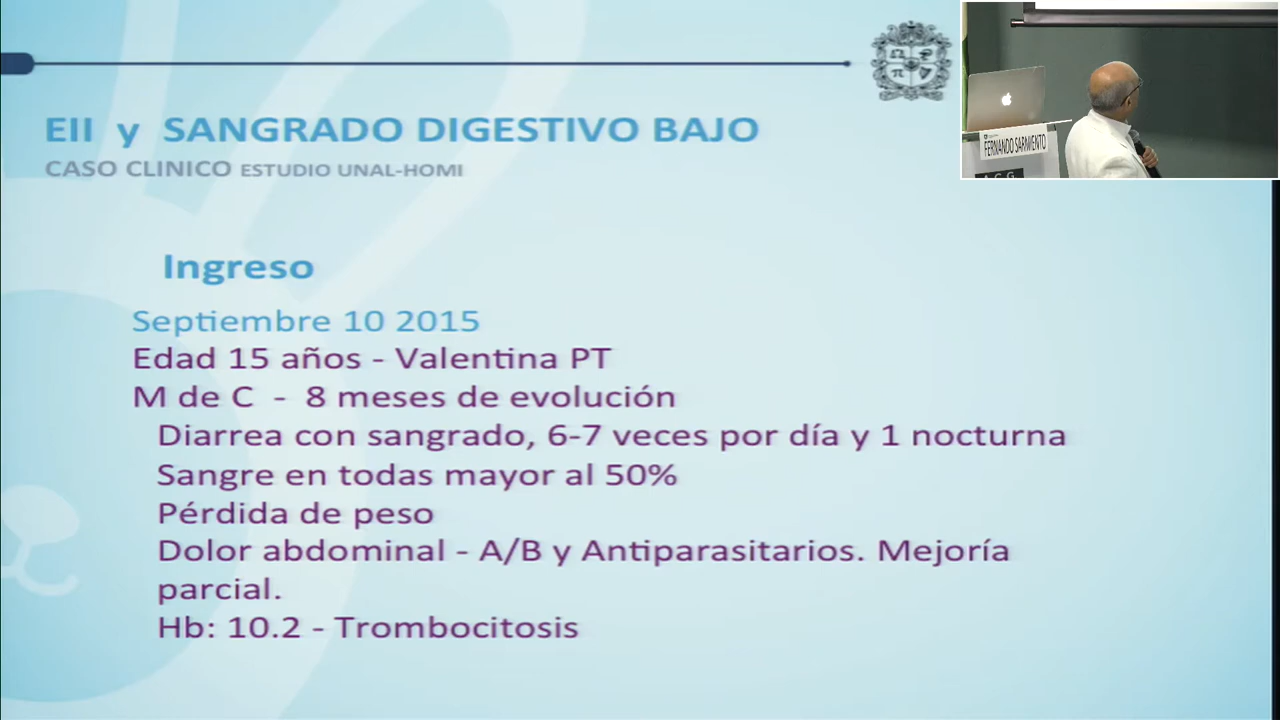 EII y SANGRADO DIGESTIVO BAJO
CASO CLINICO ESTUDIO UNAL-HOMI
Ingreso
Septiembre 10 2015
Edad 15 años - Valentina PT
M de C - 8 meses de evolución
Diarrea con sangrado, 6-7 veces por día y 1 nocturna
Sangre en todas mayor al 50%
Pérdida de peso
Dolor abdominal - A/B y Antiparasitarios. Mejoría
parcial.
Hb: 10.2 - Trombocitosis
FERNANDO SARMIENTO
A C G